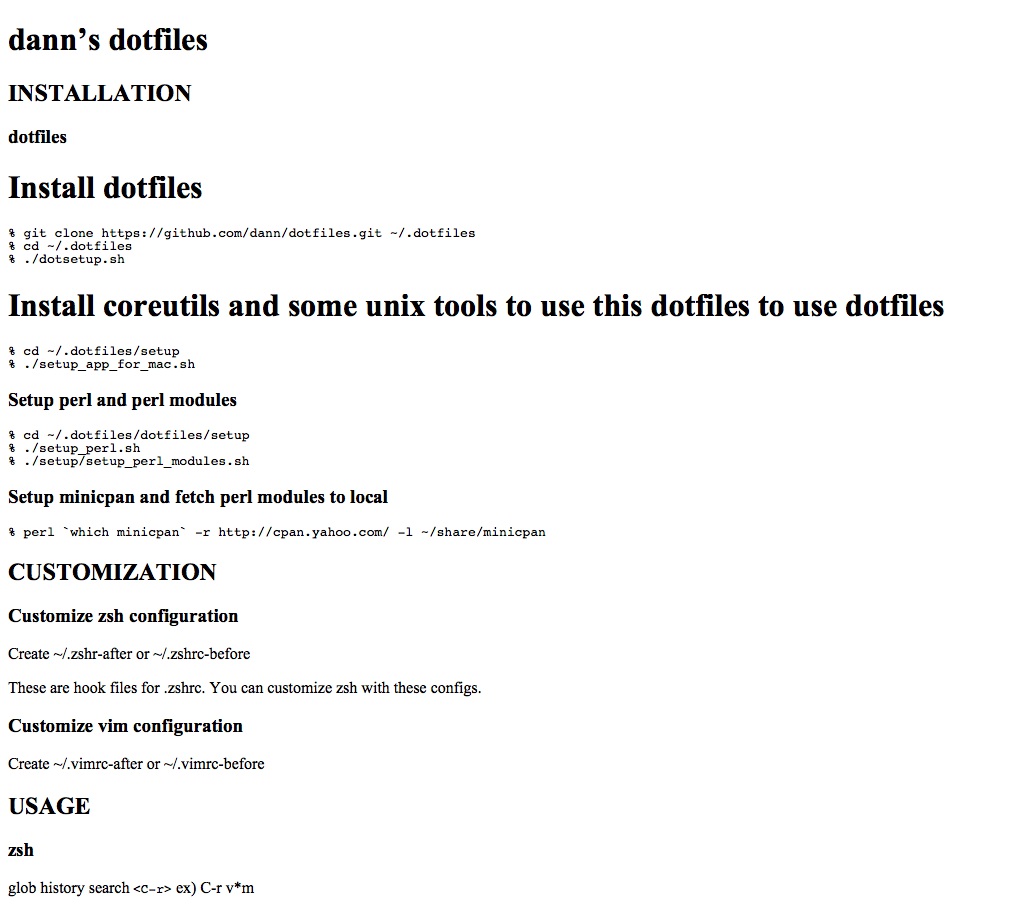 dann’s dotfiles
INSTALLATION
dotfiles
Install dotfiles
% git clone https://github.com/dann/dotfiles.git ~/.dotfiles
% cd ~/.dotfiles
% ./dotsetup.sh
Install coreutils and some unix tools to use this dotfiles to use dotfiles
% cd ~/.dotfiles/setup
% ./setup_app_for_mac.sh
Setup perl and perl modules
% cd ~/.dotfiles/dotfiles/setup
% ./setup_perl.sh
% ./setup/setup_perl_modules.sh
Setup minicpan and fetch perl modules to local
% perl `which minicpan` -r http://cpan.yahoo.com/ -l ~/share/minicpan
CUSTOMIZATION
Customize zsh configuration
Create ~/.zshr-after or ~/.zshrc-before
These are hook files for .zshrc. You can customize zsh with these configs.
Customize vim configuration
Create ~/.vimrc-after or ~/.vimrc-before
USAGE
zsh
glob history search <c-r> ex) C-r v*m